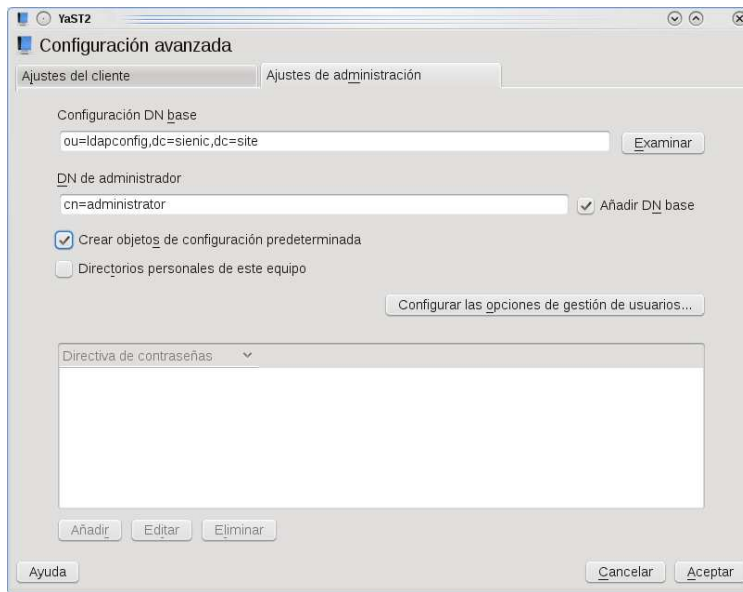 YaST2
Configuración avanzada
Ajustes del cliente
Ajustes de administración
Configuración DN base
ou=ldapconfig,dc=sienic,dc=site
Examinar
DN de administrador
cn=administrator
Añadir DN base
Crear objetos de configuración predeterminada
Directorios personales de este equipo
Configurar las opciones de gestión de usuarios...
Directiva de contraseñas
Añadir
Editar
Eliminar
Ayuda
Cancelar
Aceptar